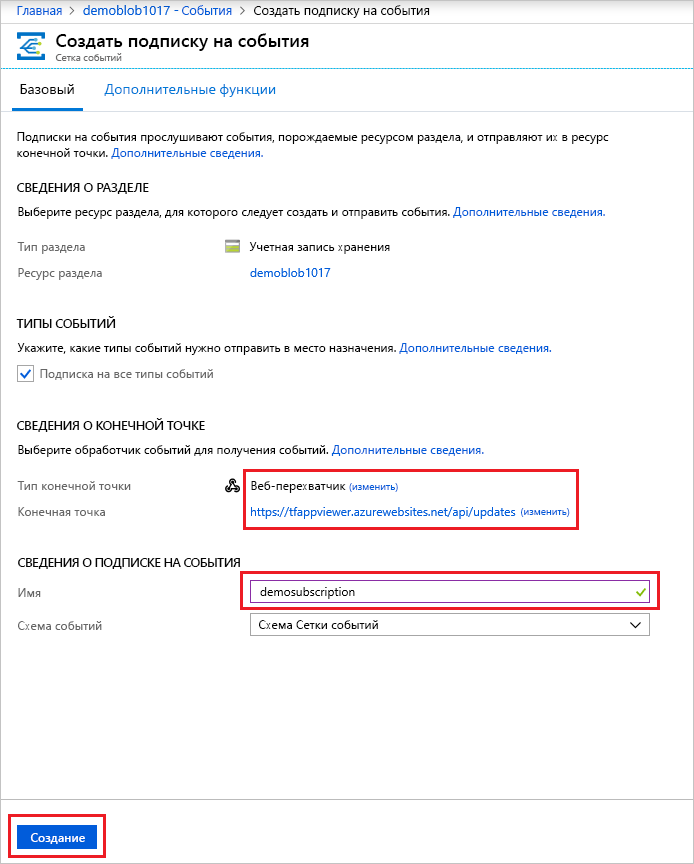 Главная > demoblob1017 - События > Создать подписку на события
Создать подписку на события
Сетка событий
Базовый Дополнительные функции
Подписки на события прослушивают события, порождаемые ресурсом раздела, и отправляют их в ресурс
конечной точки. Дополнительные сведения.
СВЕДЕНИЯ О РАЗДЕЛЕ
Выберите ресурс раздела, для которого следует создать и отправить события. Дополнительные сведения.
Тип раздела Учетная запись хранения
Ресурс раздела demoblob1017
ТИПЫ СОБЫТИЙ
Укажите, какие типы событий нужно отправить в место назначения. Дополнительные сведения.
Подписка на все типы событий
СВЕДЕНИЯ О КОНЕЧНОЙ ТОЧКЕ
Выберите обработчик событий для получения событий. Дополнительные сведения.
Тип конечной точки Веб-перехватчик (изменить)
Конечная точка https://tfappviewer.azurewebsites.net/api/updates (изменить)
СВЕДЕНИЯ О ПОДПИСКЕ НА СОБЫТИЯ
Имя demosubscription
Схема событий Схема Сетки событий
Создание